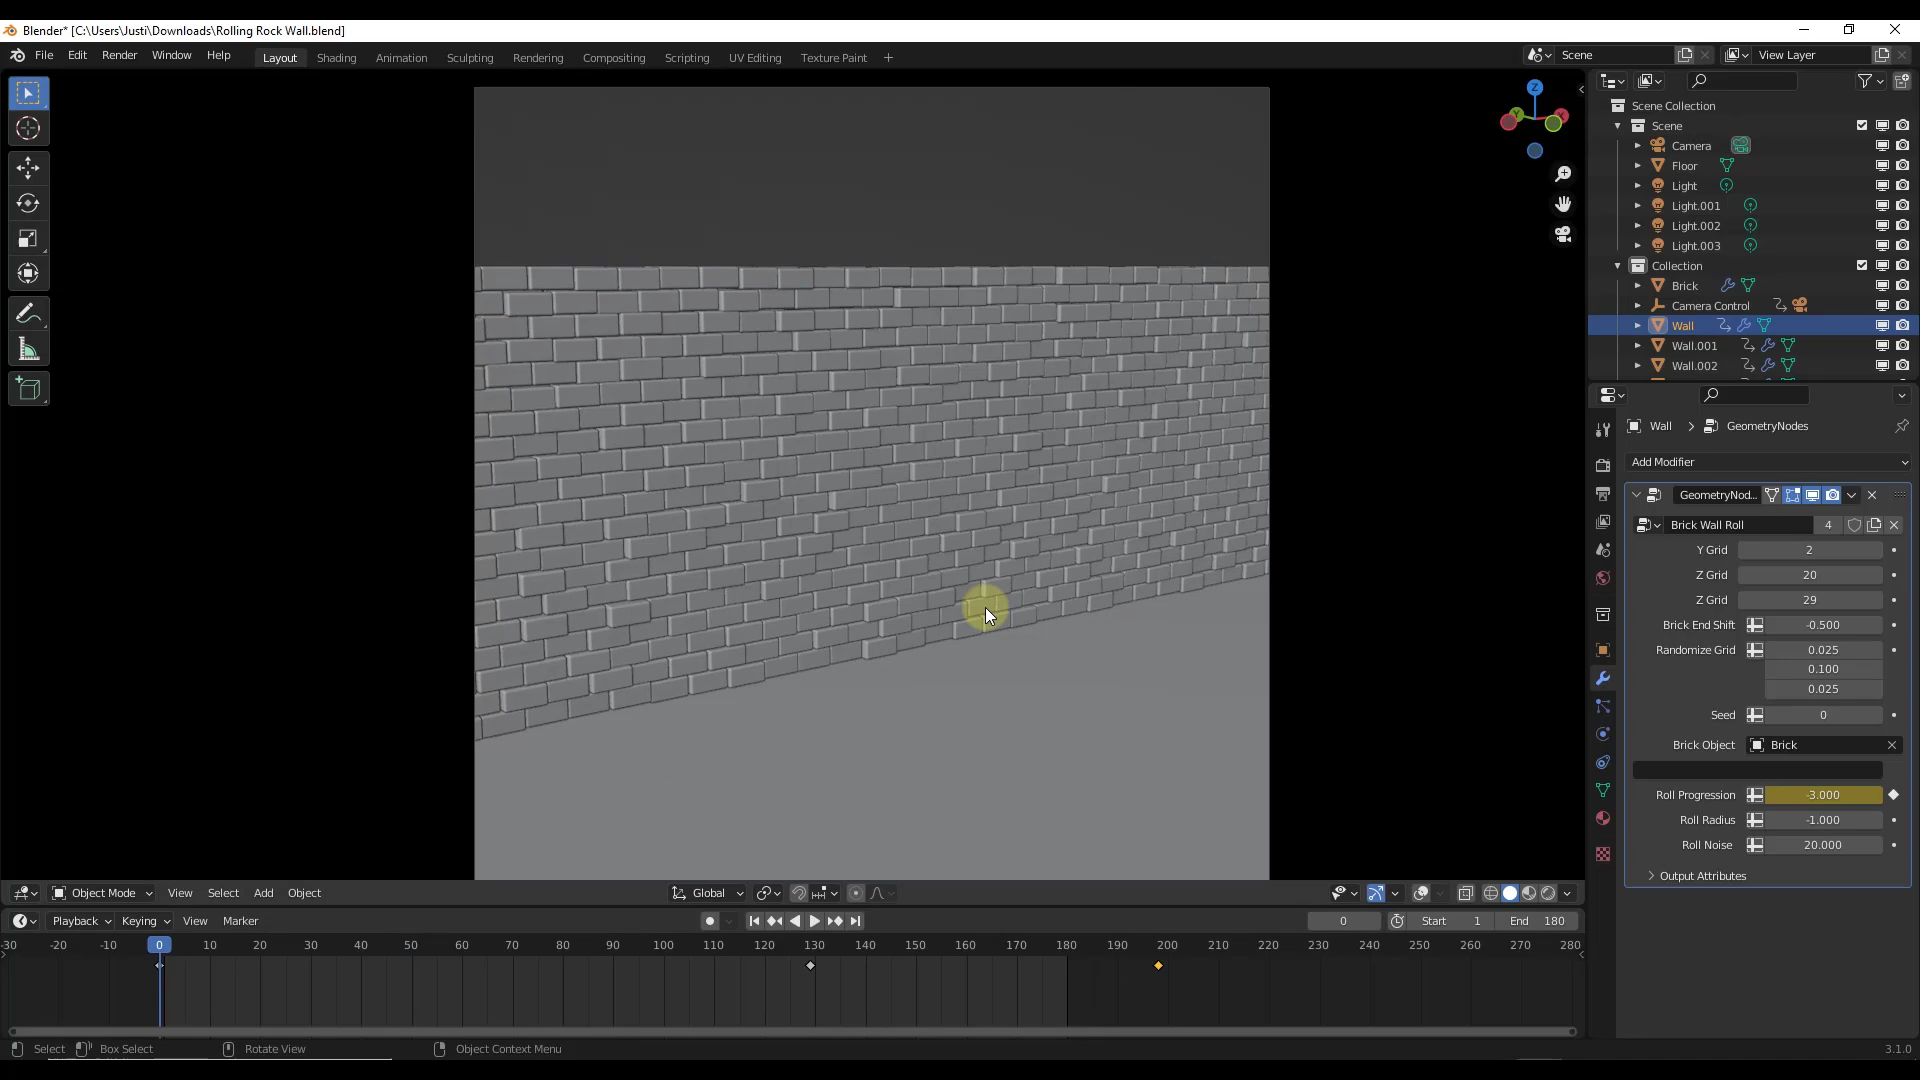 Blender* [C:\Users\Justi\Downloads\Rolling Rock Wall.blend]
File Edit Render Window Help Layout Shading Animation Sculpting Rendering Compositing Scripting UV Editing Texture Paint + Scene View Layer
Scene Collection
Scene
Camera
Floor
Light
Light.001
Light.002
Light.003
Collection
Brick
Camera Control
Wall
Wall.001
Wall.002
Wall > GeometryNodes
Add Modifier
GeometryNod...
Brick Wall Roll 4
Y Grid 2
Z Grid 20
Z Grid 29
Brick End Shift -0.500
Randomize Grid 0.025
0.100
0.025
Seed 0
Brick Object Brick
Roll Progression -3.000
Roll Radius -1.000
Roll Noise 20.000
Output Attributes
Z
Y
X
Object Mode View Select Add Object Global
Playback Keying View Marker 0 Start 1 End 180
-30 -20 -10 0 10 20 30 40 50 60 70 80 90 100 110 120 130 140 150 160 170 180 190 200 210 220 230 240 250 260 270 280
Select Box Select Rotate View Object Context Menu 3.1.0